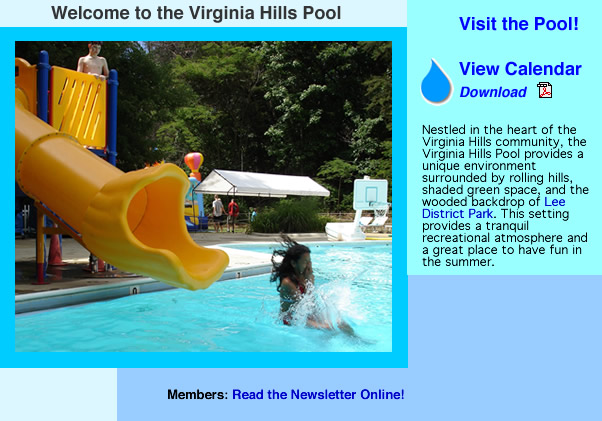 Welcome to the Virginia Hills Pool
Visit the Pool!
View Calendar
Download
Nestled in the heart of the
Virginia Hills community, the
Virginia Hills Pool provides a
unique environment
surrounded by rolling hills,
shaded green space, and the
wooded backdrop of Lee
District Park. This setting
provides a tranquil
recreational atmosphere and
a great place to have fun in
the summer.
Members: Read the Newsletter Online!